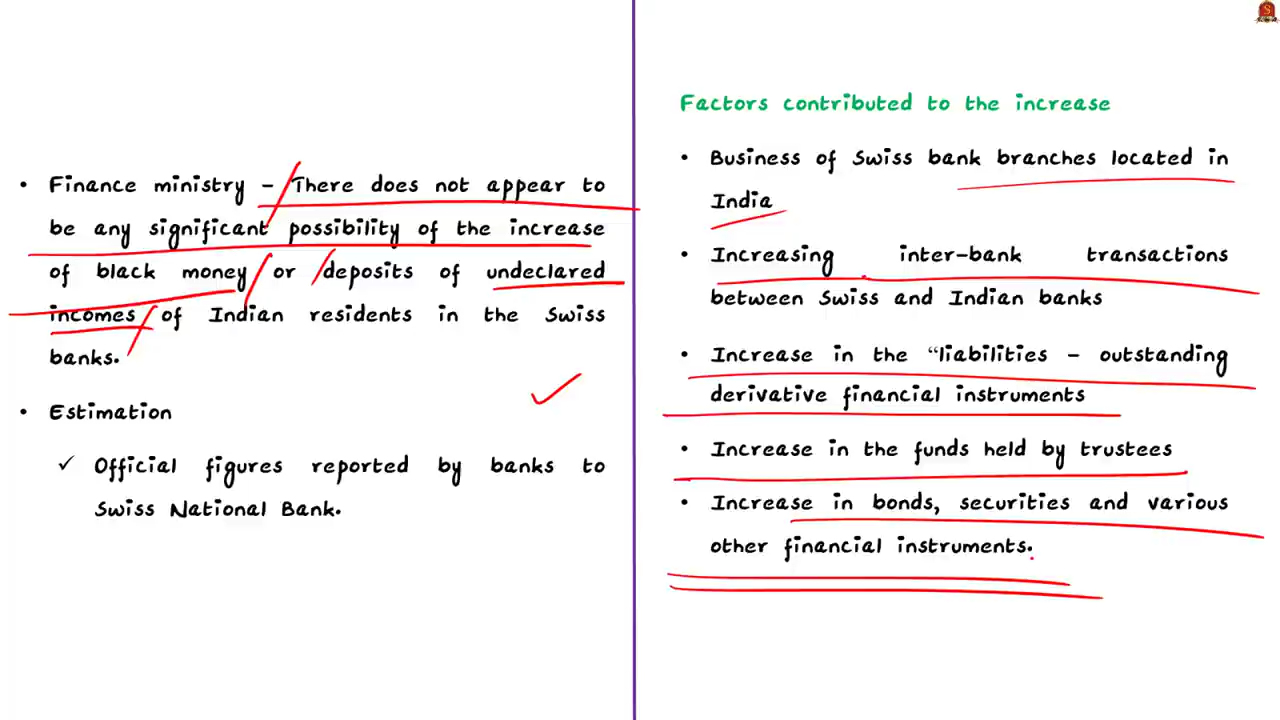 • Finance ministry – There does not appear to
be any significant possibility of the increase
of black money or deposits of undeclared
incomes of Indian residents in the Swiss
banks.
• Estimation
✓ Official figures reported by banks to
Swiss National Bank.
Factors contributed to the increase
• Business of Swiss bank branches located in
India
• Increasing inter-bank transactions
between Swiss and Indian banks
• Increase in the “liabilities – outstanding
derivative financial instruments
• Increase in the funds held by trustees
• Increase in bonds, securities and various
other financial instruments.